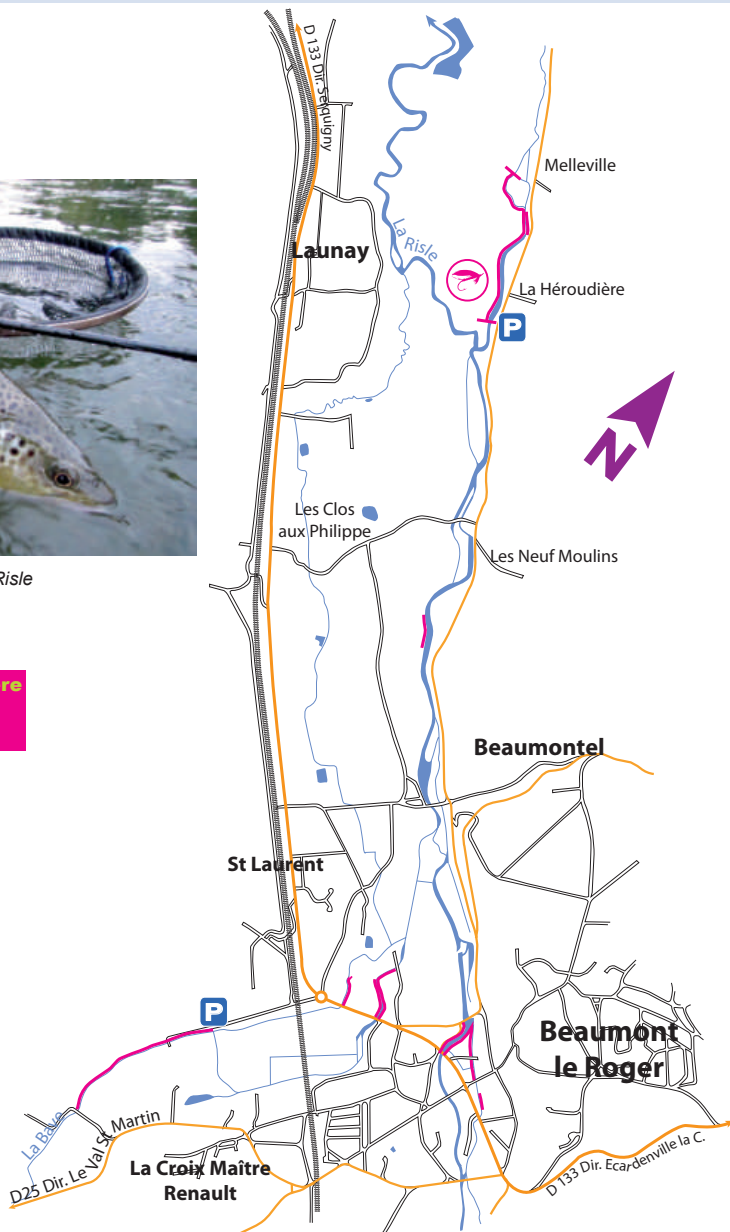 D 133 Dir. Serquigny
Melleville
La Risle
Launay
La Héroudière
P
N
Les Clos
aux Philippe
Les Neuf Moulins
Risle
re
Beaumontel
St Laurent
P
Beaumont
le Roger
La Bave
D25 Dir. Le Val St Martin
La Croix Maître
Renault
D 133 Dir. Ecardenville la C.